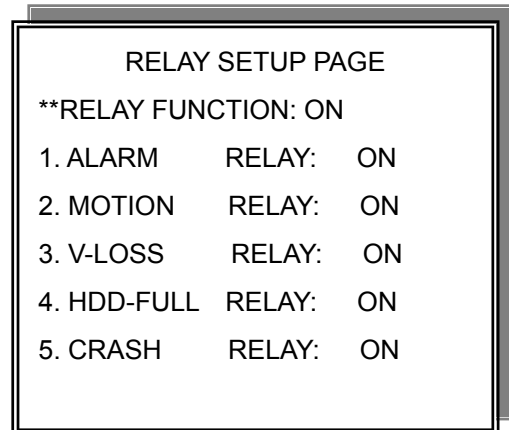 RELAY SETUP PAGE
**RELAY FUNCTION: ON
1. ALARM RELAY: ON
2. MOTION RELAY: ON
3. V-LOSS RELAY: ON
4. HDD-FULL RELAY: ON
5. CRASH RELAY: ON